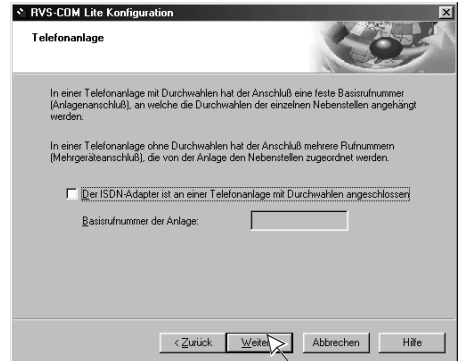 RVS-COM Lite Konfiguration
Telefonanlage
In einer Telefonanlage mit Durchwahlen hat der Anschluß eine feste Basisrufnummer
(Anlagenanschluß), an welche die Durchwahlen der einzelnen Nebenstellen angehängt
werden.
In einer Telefonanlage ohne Durchwahlen hat der Anschluß mehrere Rufnummern
(Mehrgeräteanschluß), die von der Anlage den Nebenstellen zugeordnet werden.
Der ISDN-Adapter ist an einer Telefonanlage mit Durchwahlen angeschlossen
Basisrufnummer der Anlage:
< Zurück Weiter Abbrechen Hilfe